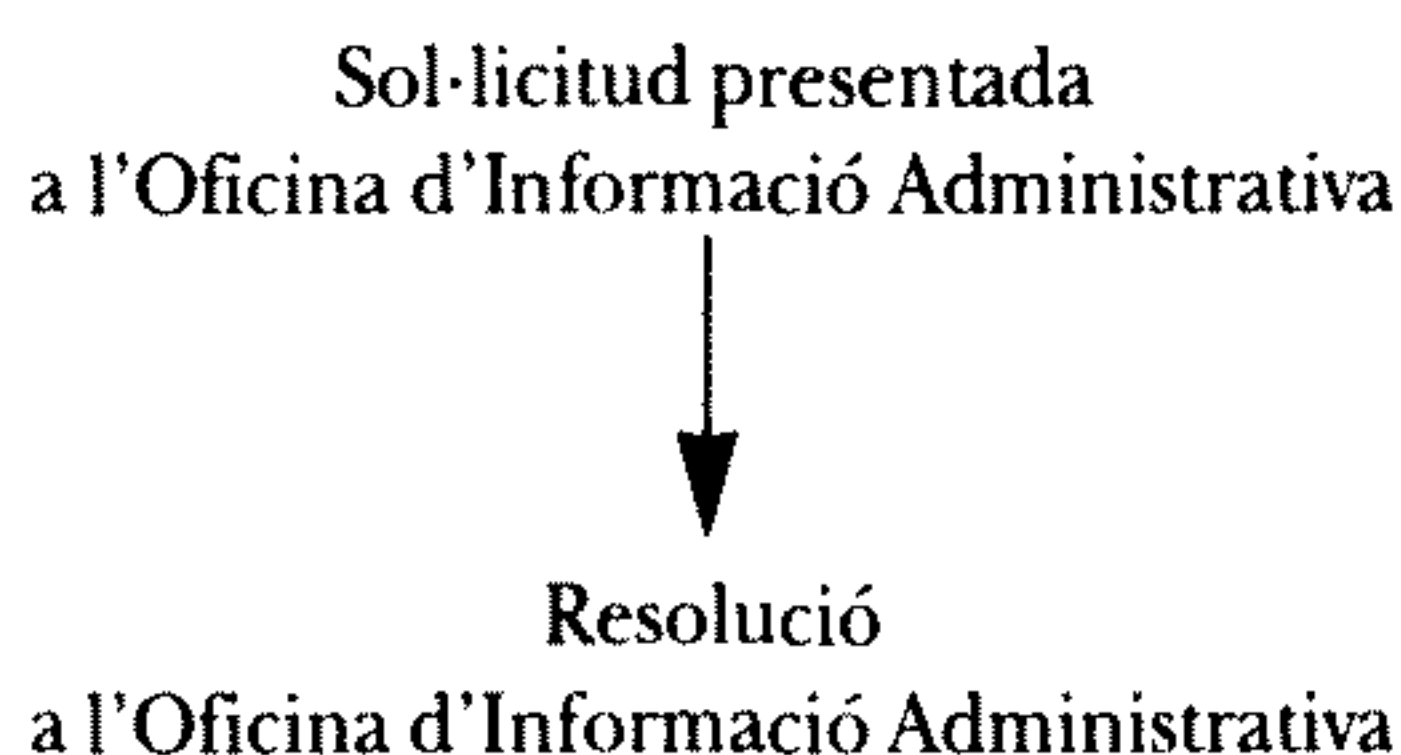 Sol·licitud presentada
a l’Oficina d’Informació Administrativa
Resolució
a l’Oficina d’Informació Administrativa